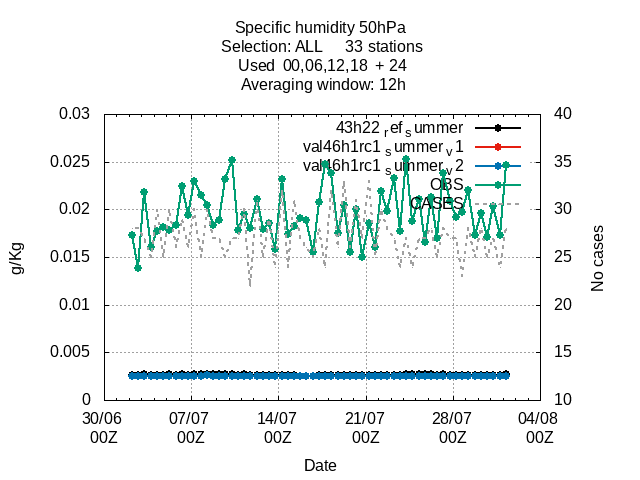 Specific humidity 50hPa
Selection: ALL 33 stations
Used 00,06,12,18 + 24
Averaging window: 12h
43h22_ref_summer
val46h1rc1_summer_v1
val46h1rc1_summer_v2
OBS
CASES
0.03
0.025
0.02
0.015
0.01
0.005
0
40
35
30
25
20
15
10
g/Kg
No cases
30/06 07/07 14/07 21/07 28/07 04/08
00Z 00Z 00Z 00Z 00Z 00Z
Date